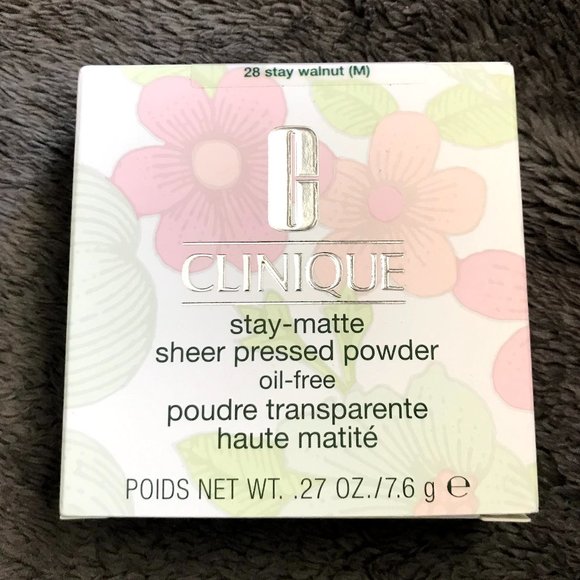 28 stay walnut (M)
CLINIQUE
stay-matte
sheer pressed powder
oil-free
poudre transparente
haute matité
POIDS NET WT. .27 OZ./7.6 g ℮